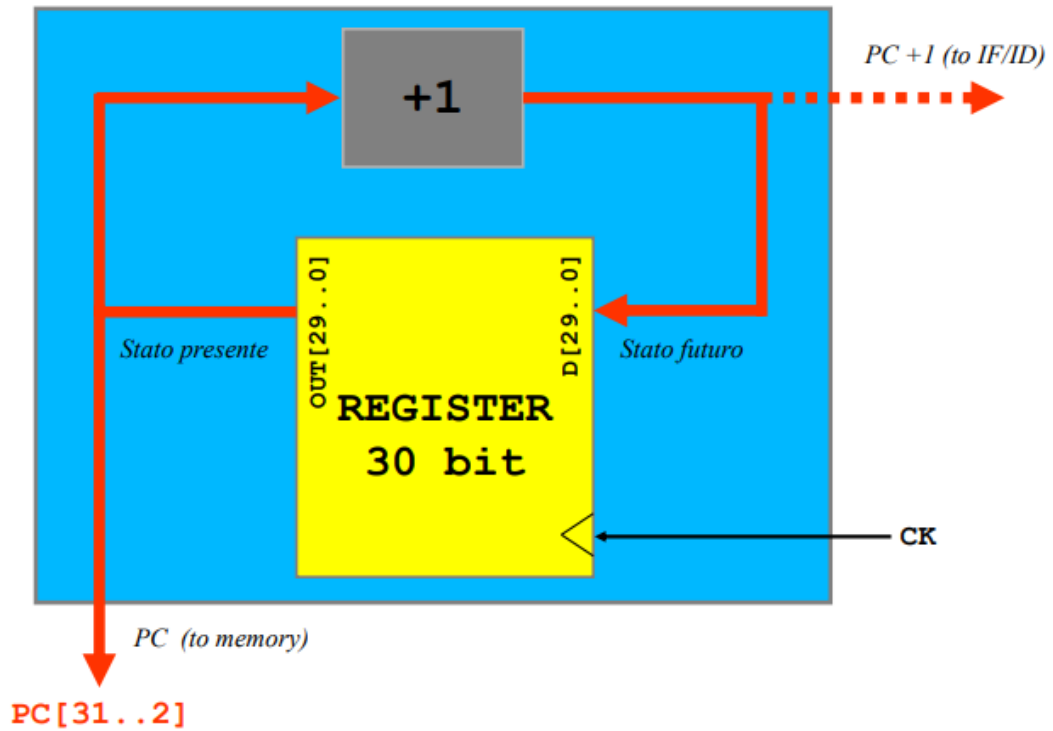 PC +1 (to IF/ID)
+1
OUT[29..0]
D[29..0]
Stato presente
Stato futuro
REGISTER
30 bit
CK
PC (to memory)
PC[31..2]